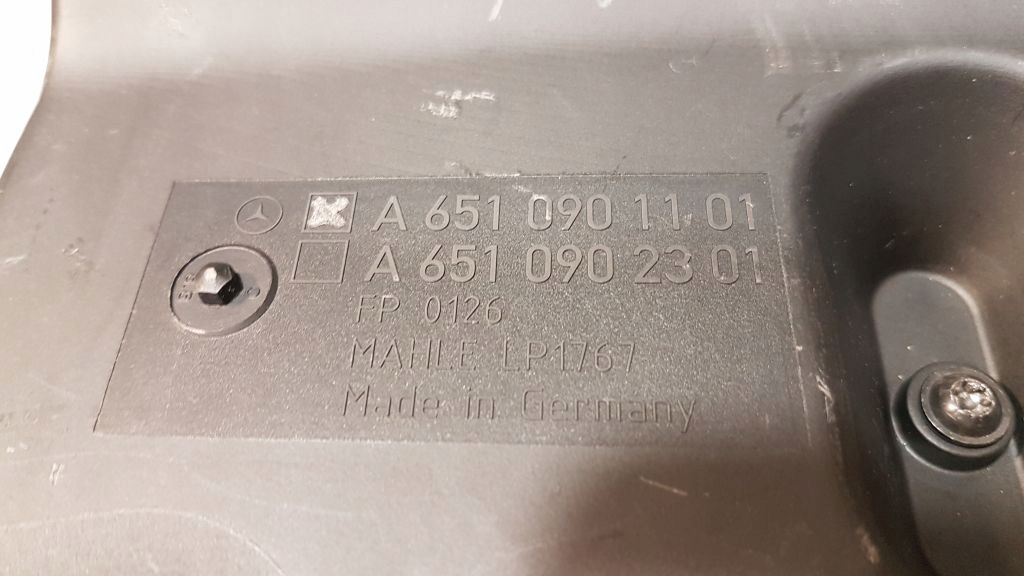 A 651 090 11 01
A 651 090 23 01
FP 0126
MAHLE LP1767
Made in Germany